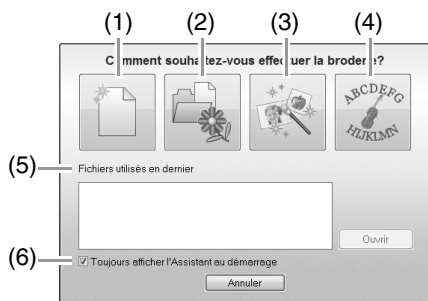 (1) (2) (3) (4)
Comment souhaitez-vous effectuer la broderie?
ABCDEFG
HIJKLMN
(5)
Fichiers utilisés en dernier
Ouvrir
(6)
Toujours afficher l'Assistant au démarrage
Annuler